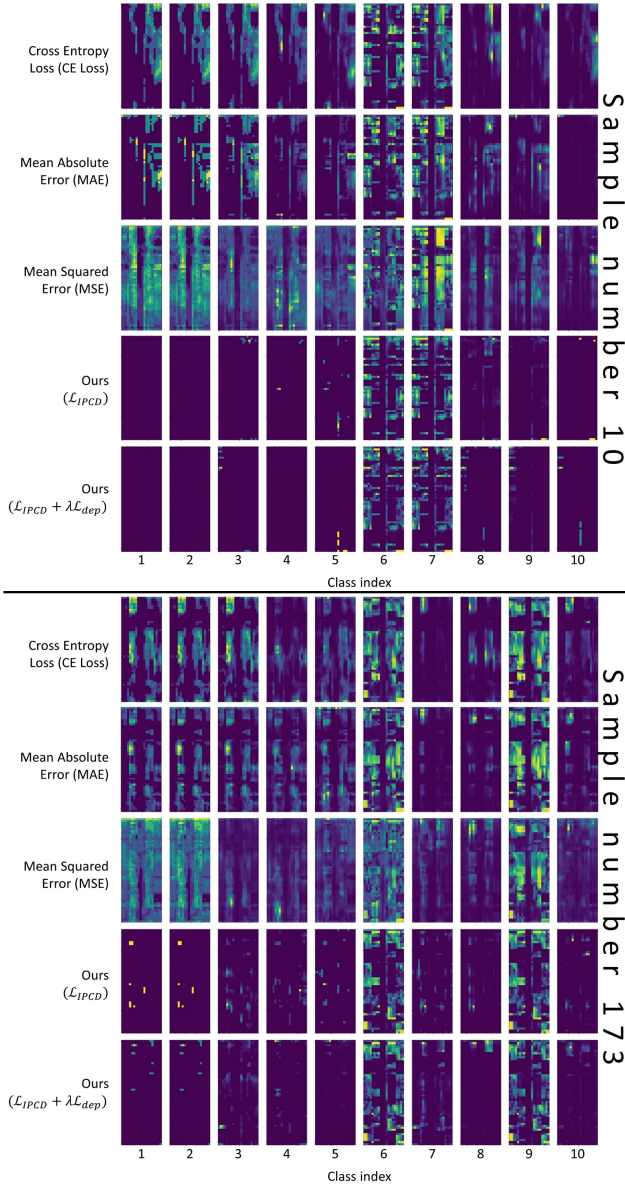 Cross Entropy
Loss (CE Loss)
Mean Absolute
Error (MAE)
Mean Squared
Error (MSE)
Ours
(ℒ_IPCD)
Ours
(ℒ_IPCD + λℒ_dep)
1 2 3 4 5 6 7 8 9 10
Class index
Sample number 10
Cross Entropy
Loss (CE Loss)
Mean Absolute
Error (MAE)
Mean Squared
Error (MSE)
Ours
(ℒ_IPCD)
Ours
(ℒ_IPCD + λℒ_dep)
1 2 3 4 5 6 7 8 9 10
Class index
Sample number 173